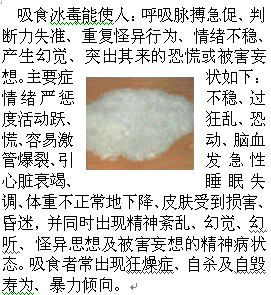 吸食冰毒能使人：呼吸脉搏急促、判
断力失准、重复怪异行为、情绪不稳、
产生幻觉、突出其来的恐慌或被害妄
想。主要症 状如下：
情绪严惩 不稳、过
度活动跃、 狂乱、恐
慌、容易激 动、脑血
管爆裂、引 发急性
心脏衰竭、 睡眠失
调、体重不正常地下降、皮肤受到损害、
昏迷，并同时出现精神紊乱、幻觉、幻
听、怪异思想及被害妄想的精神病状
态。吸食者常出现狂燥症、自杀及自毁
寿为、暴力倾向。